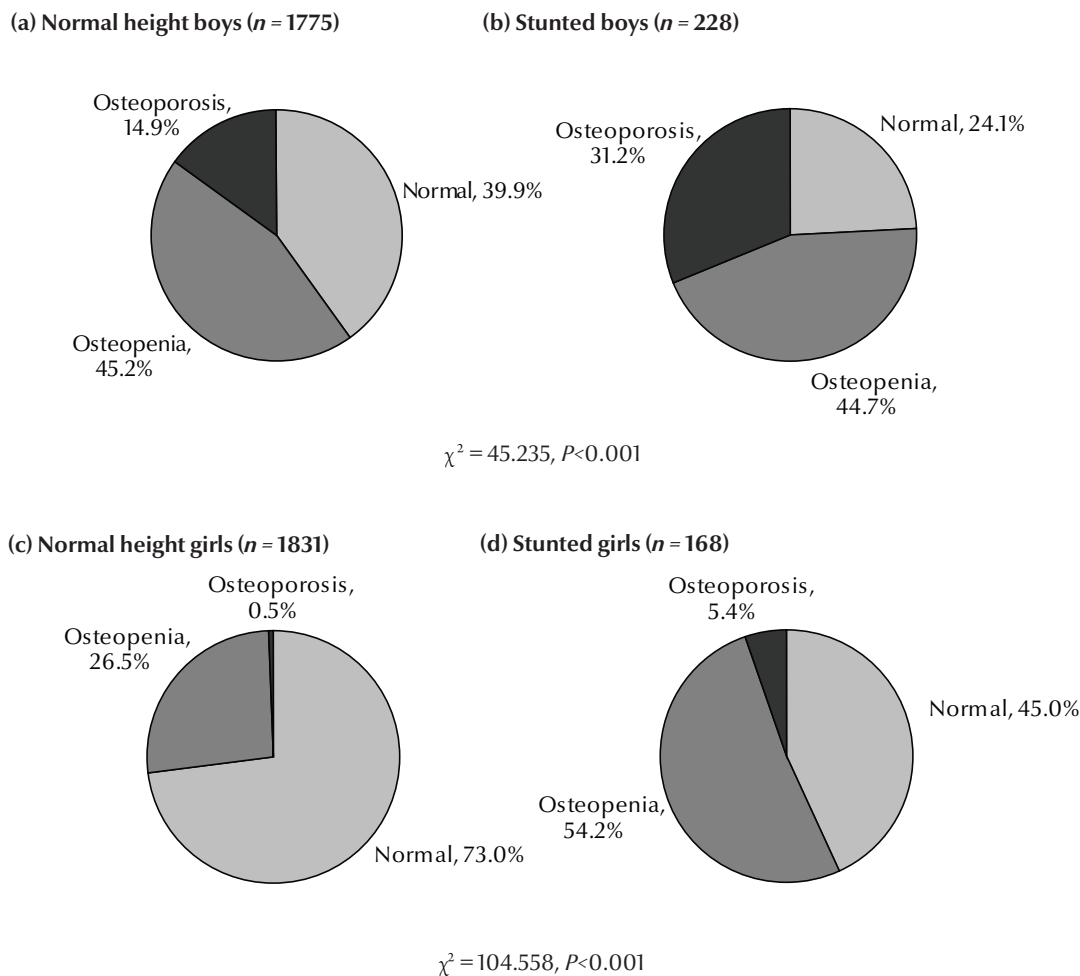 (a) Normal height boys (n = 1775)
(b) Stunted boys (n = 228)
Osteoporosis,
14.9%
Normal, 39.9%
Osteopenia,
45.2%
Osteoporosis,
31.2%
Normal, 24.1%
Osteopenia,
44.7%
χ² = 45.235, P<0.001
(c) Normal height girls (n = 1831)
(d) Stunted girls (n = 168)
Osteoporosis,
0.5%
Osteopenia,
26.5%
Normal, 73.0%
Osteoporosis,
5.4%
Normal, 45.0%
Osteopenia,
54.2%
χ² = 104.558, P<0.001